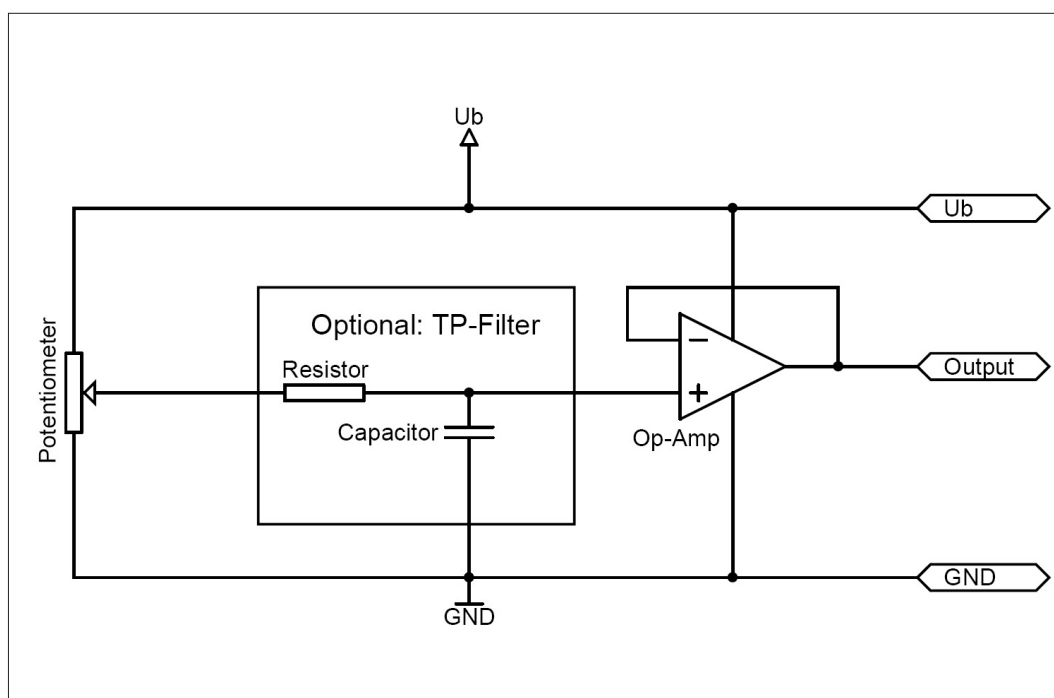 Ub
Ub
Optional: TP-Filter
Resistor
Capacitor
Potentiometer
−
+
Op-Amp
Output
GND
GND